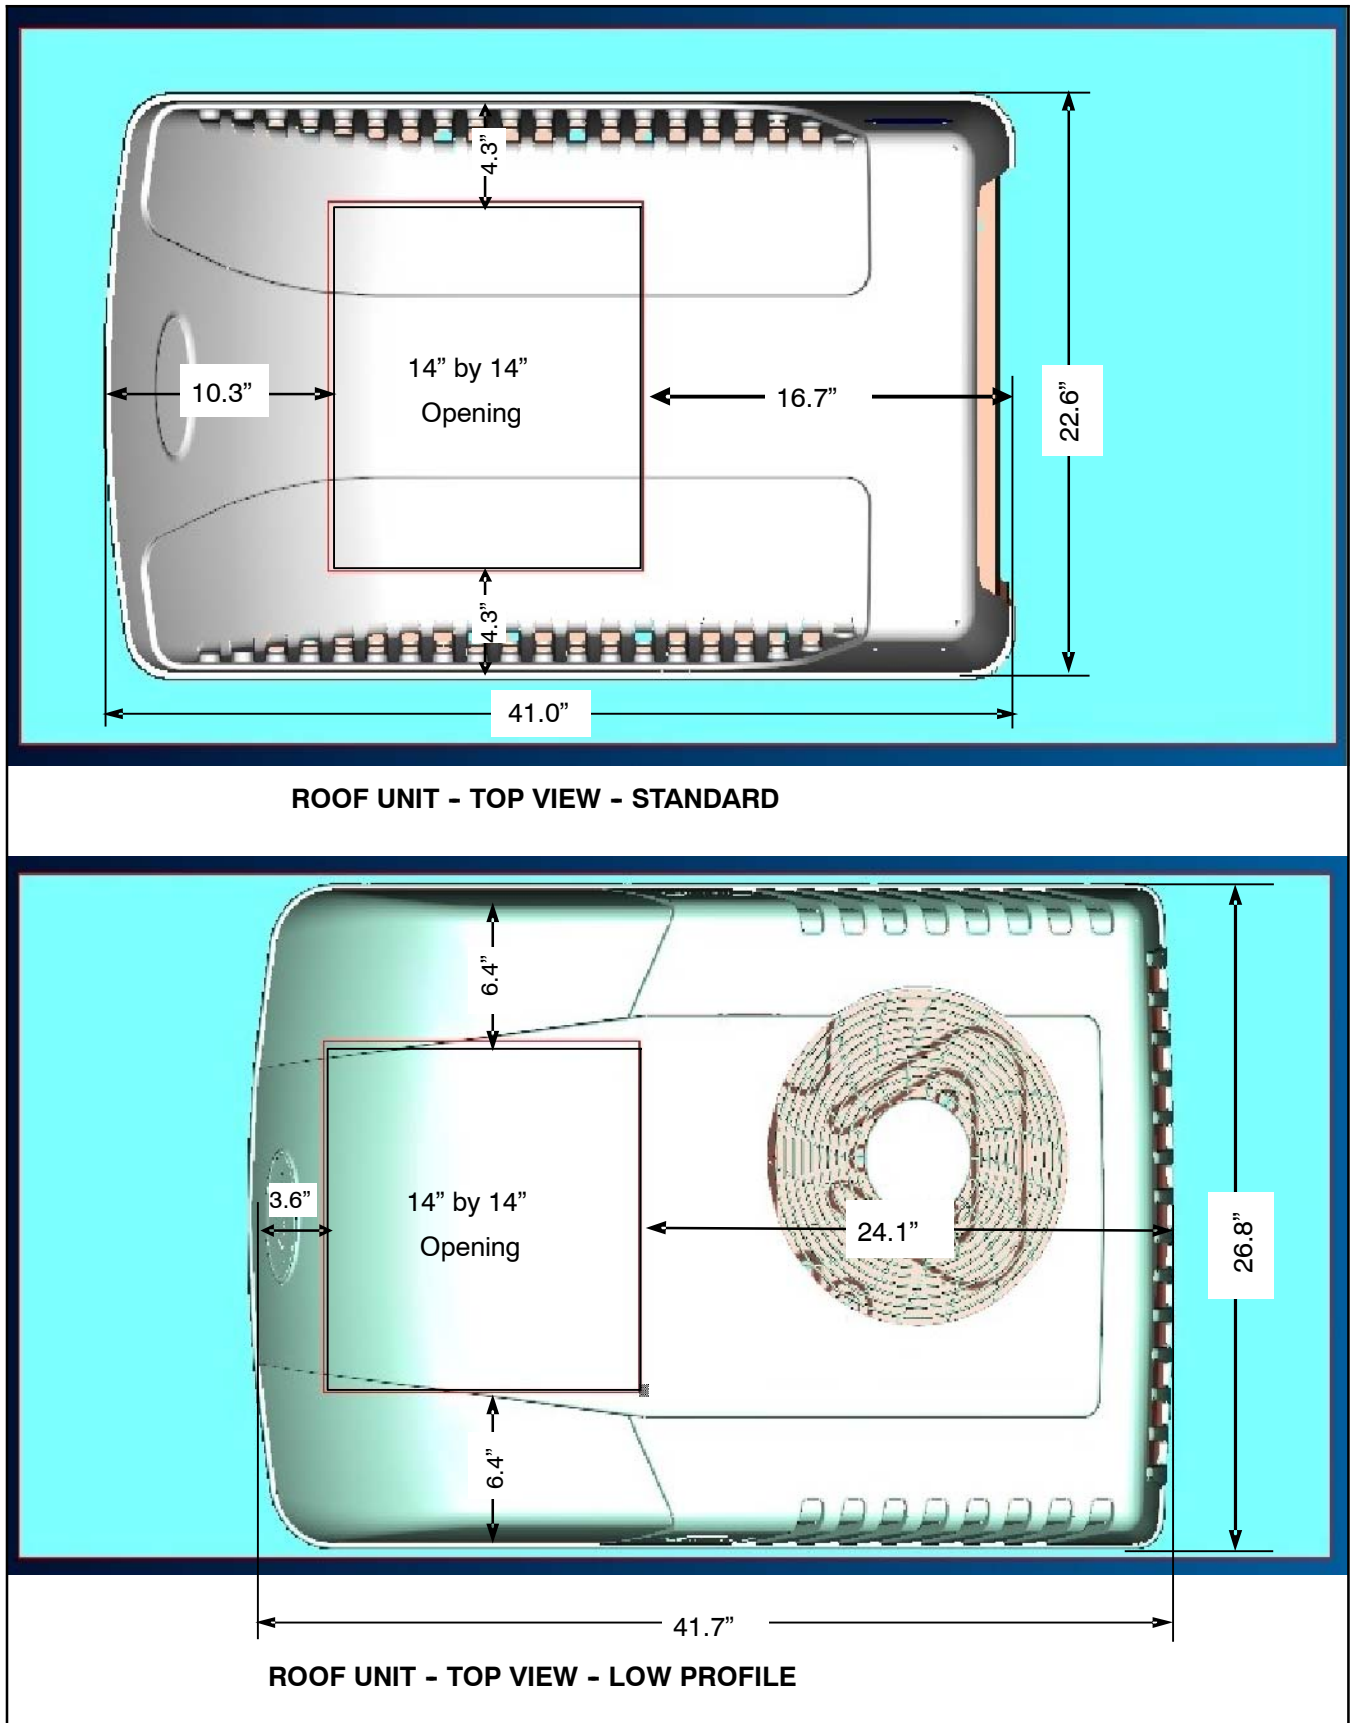 4.3”
14” by 14”
Opening
10.3”
16.7”
22.6”
4.3”
41.0”
ROOF UNIT - TOP VIEW - STANDARD
6.4”
3.6”
14” by 14”
Opening
24.1”
26.8”
6.4”
41.7”
ROOF UNIT - TOP VIEW - LOW PROFILE